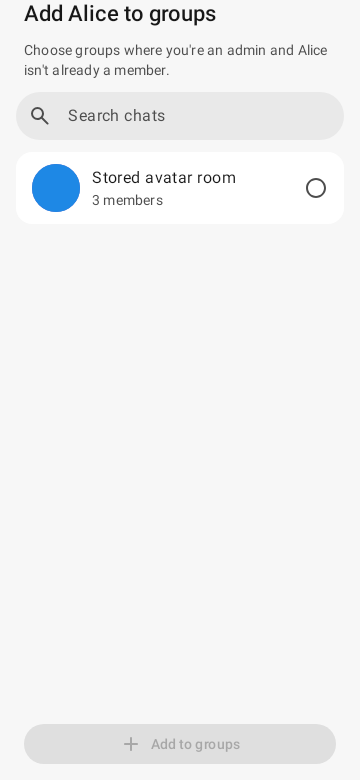 Add Alice to groups
Choose groups where you're an admin and Alice
isn't already a member.
Search chats
Stored avatar room
3 members
Add to groups